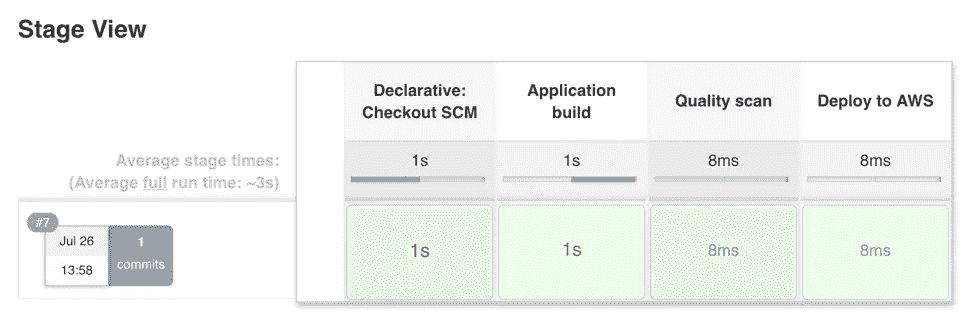 Stage View
Declarative:
Checkout SCM
Application
build
Quality scan
Deploy to AWS
Average stage times:
(Average full run time: ~3s)
1s
1s
8ms
8ms
#7
Jul 26
13:58
1
commits
1s
1s
8ms
8ms